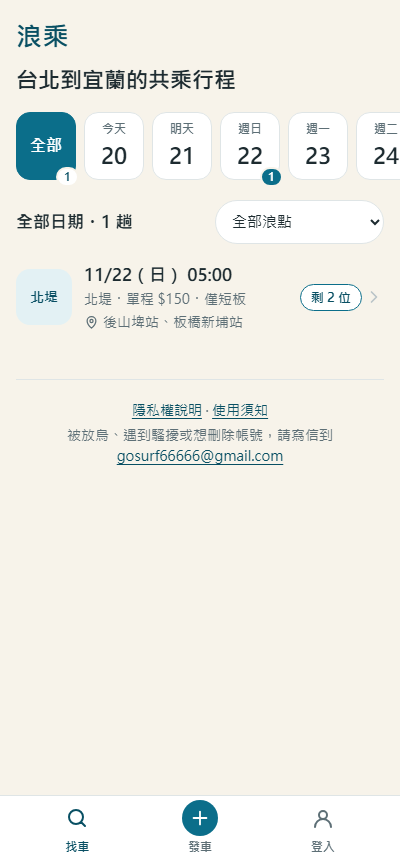 浪乘
台北到宜蘭的共乘行程
全部
1
今天
20
明天
21
週日
22
1
週一
23
週二
24
全部日期・1 趟
全部浪點
北堤
11/22（日）05:00
北堤・單程 $150・僅短板
後山埤站、板橋新埔站
剩 2 位
隱私權說明・使用須知
被放鳥、遇到騷擾或想刪除帳號，請寫信到
gosurf66666@gmail.com
找車
發車
登入